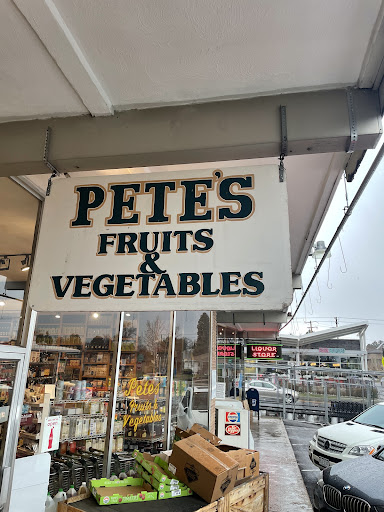 PETE'S
FRUITS
&
VEGETABLES
LIQUOR
STORE
Pete's
Fruits
Vegetables